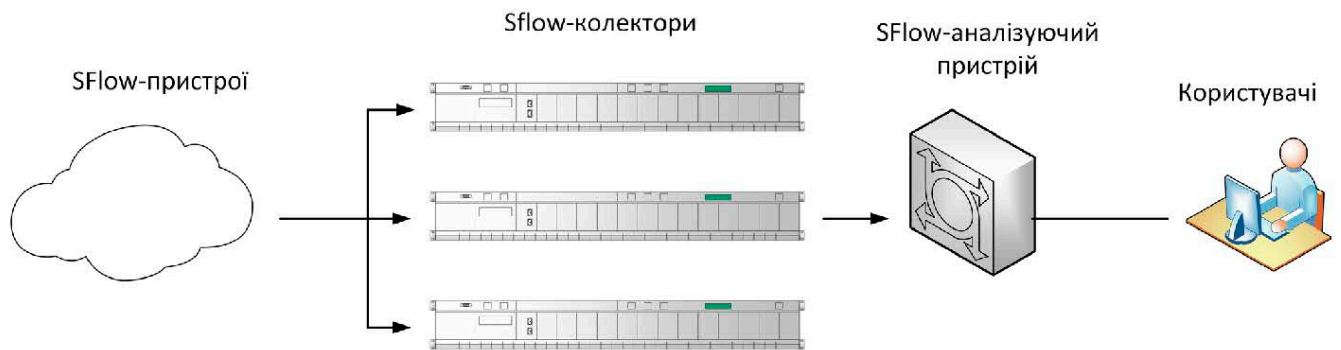 SFlow-пристрої
Sflow-колектори
SFlow-аналізуючий
пристрій
Користувачі